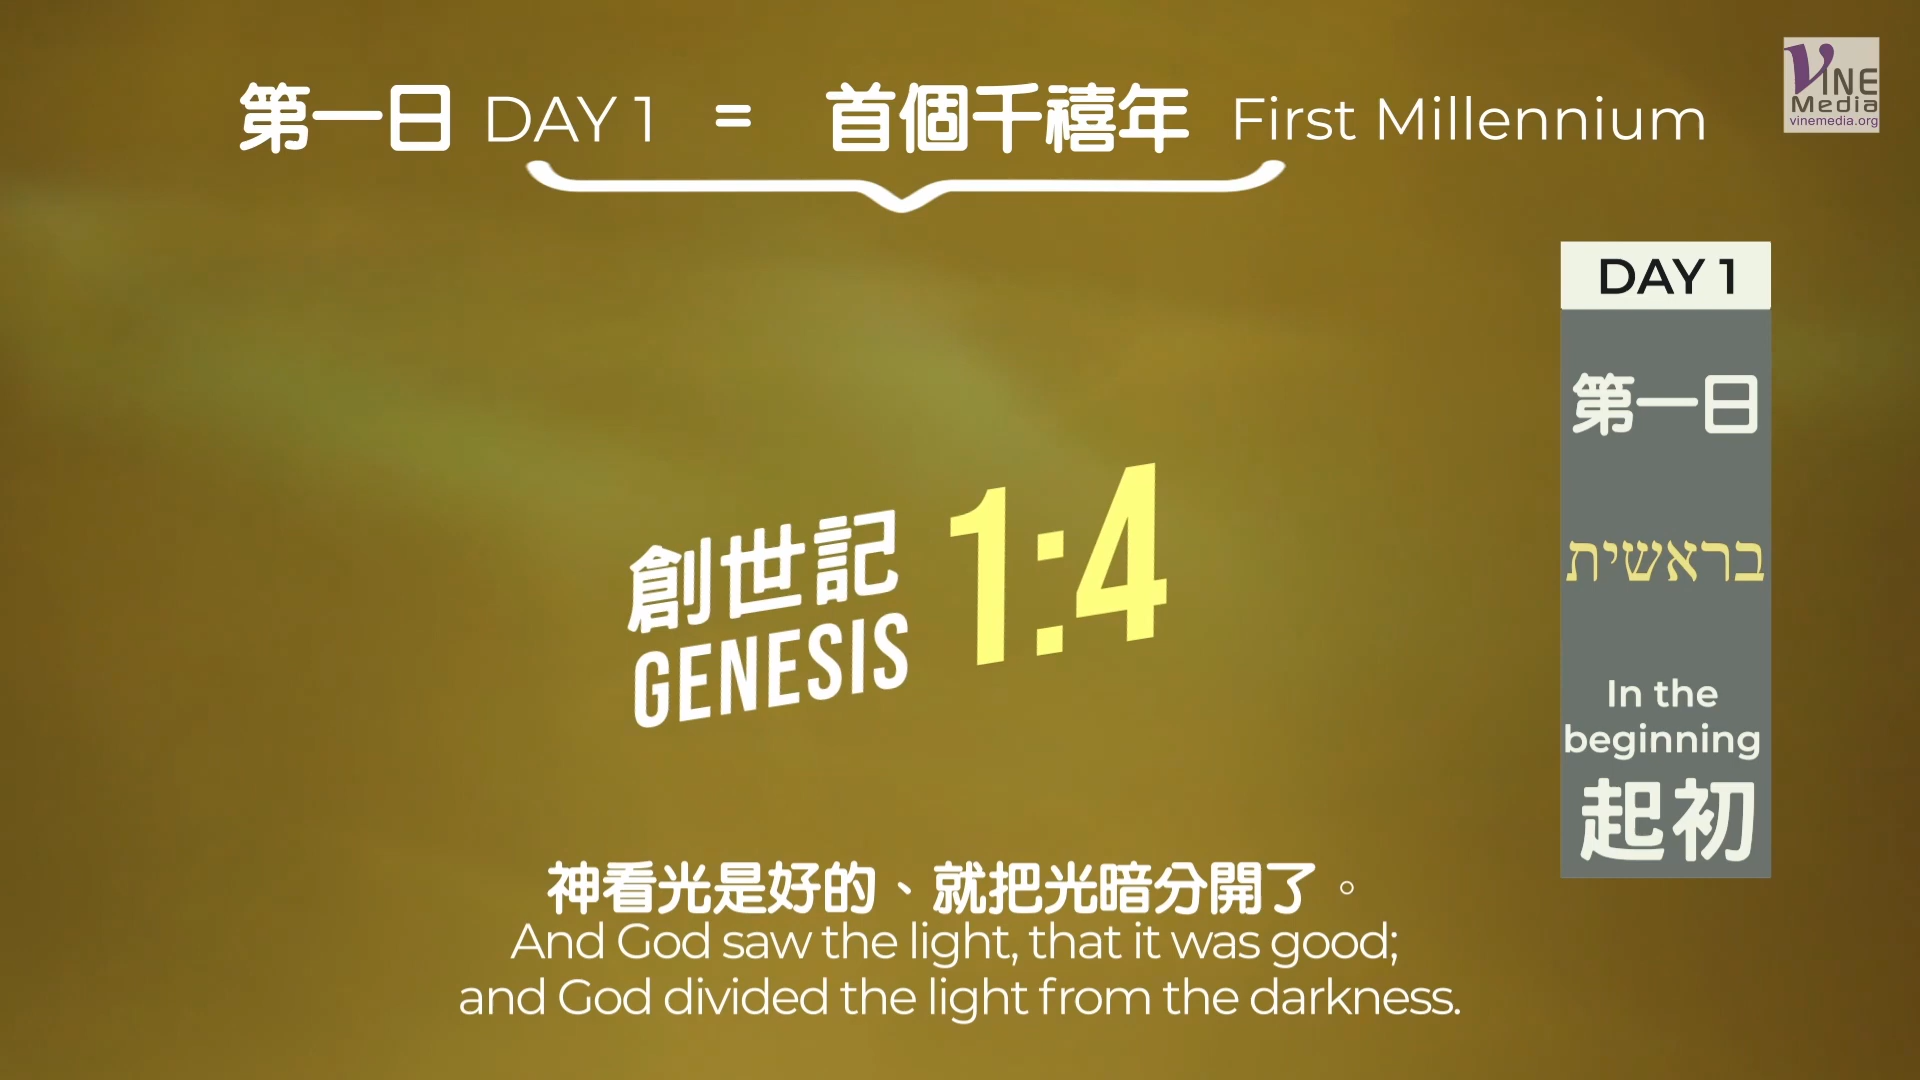 第一日 DAY 1 = 首個千禧年 First Millennium
VINE
Media
vinemedia.org
DAY 1
第一日
בראשית
In the
beginning
起初
創世記
GENESIS
1:4
神看光是好的、就把光暗分開了。
And God saw the light, that it was good;
and God divided the light from the darkness.